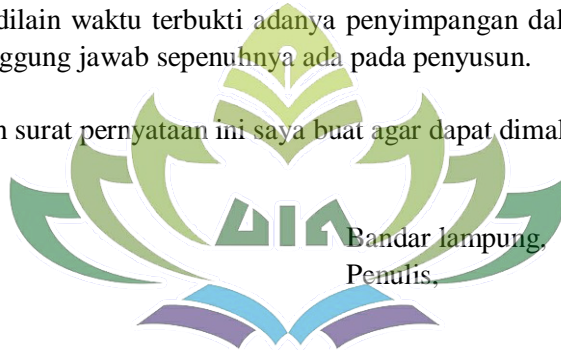 dilain waktu terbukti adanya penyimpangan dal
ggung jawab sepenuhnya ada pada penyusun.
surat pernyataan ini saya buat agar dapat dimal
UIN
Bandar lampung,
Penulis,